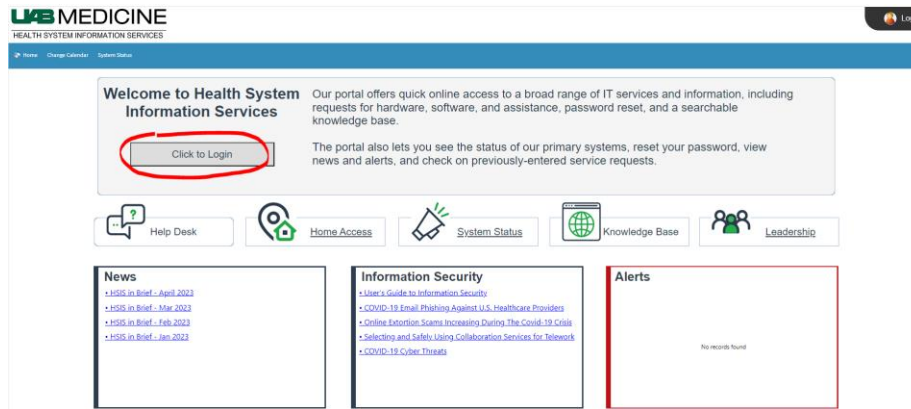 UAB MEDICINE
HEALTH SYSTEM INFORMATION SERVICES
Home Change Calendar System Status
Welcome to Health System
Information Services
Click to Login
Our portal offers quick online access to a broad range of IT services and information, including
requests for hardware, software, and assistance, password reset, and a searchable
knowledge base.
The portal also lets you see the status of our primary systems, reset your password, view
news and alerts, and check on previously-entered service requests.
Help Desk
Home Access
System Status
Knowledge Base
Leadership
News
• HSIS in Brief - April 2023
• HSIS in Brief - Mar 2023
• HSIS in Brief - Feb 2023
• HSIS in Brief - Jan 2023
Information Security
• User's Guide to Information Security
• COVID-19 Email Phishing Against U.S. Healthcare Providers
• Online Extortion Scams Increasing During The Covid-19 Crisis
• Selecting and Safely Using Collaboration Services for Telework
• COVID-19 Cyber Threats
Alerts
No records found